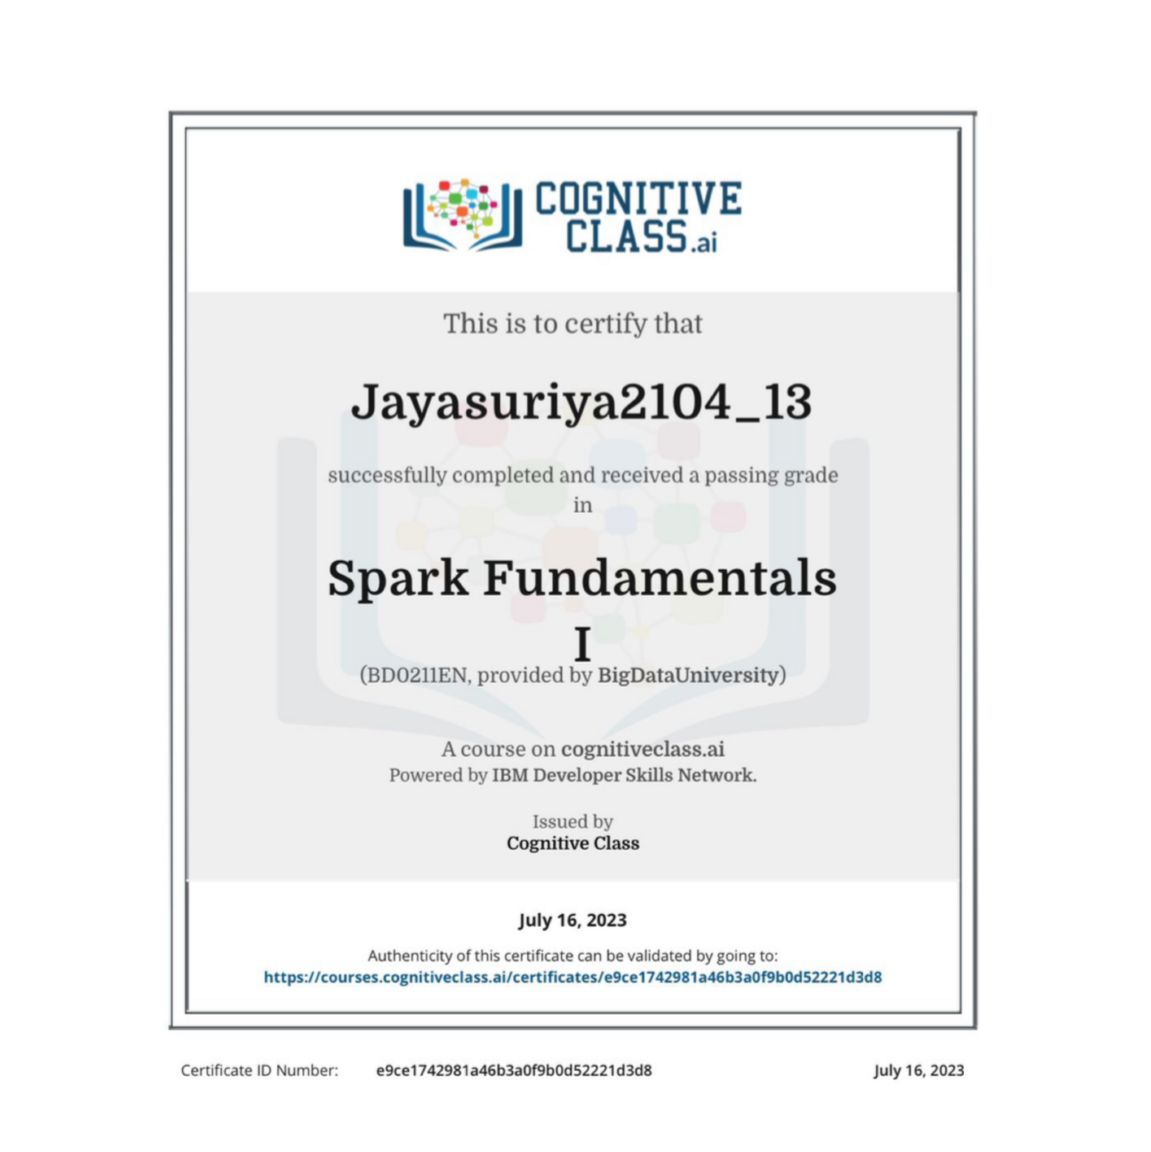 COGNITIVE
CLASS.ai
This is to certify that
Jayasuriya2104_13
successfully completed and received a passing grade
in
Spark Fundamentals
I
(BD0211EN, provided by BigDataUniversity)
A course on cognitiveclass.ai
Powered by IBM Developer Skills Network.
Issued by
Cognitive Class
July 16, 2023
Authenticity of this certificate can be validated by going to:
https://courses.cognitiveclass.ai/certificates/e9ce1742981a46b3a0f9b0d52221d3d8
Certificate ID Number: e9ce1742981a46b3a0f9b0d52221d3d8 July 16, 2023